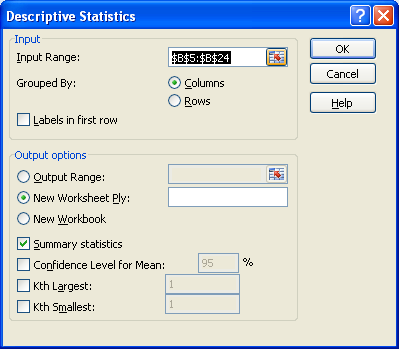 Descriptive Statistics
Input
Input Range: $B$5:$B$24
Grouped By: Columns
Rows
Labels in first row
OK
Cancel
Help
Output options
Output Range:
New Worksheet Ply:
New Workbook
Summary statistics
Confidence Level for Mean: 95 %
Kth Largest: 1
Kth Smallest: 1